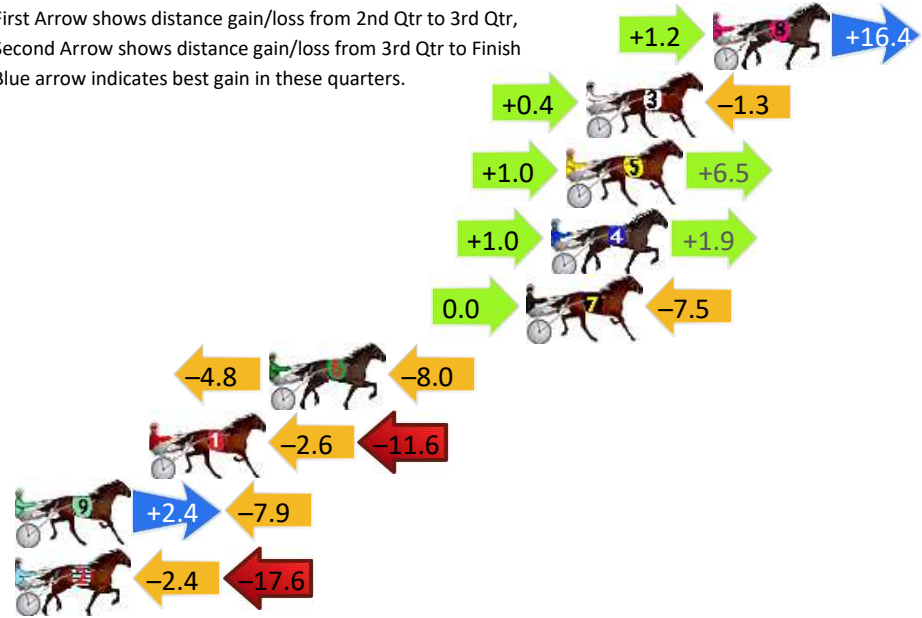 First Arrow shows distance gain/loss from 2nd Qtr to 3rd Qtr,
Second Arrow shows distance gain/loss from 3rd Qtr to Finish
Blue arrow indicates best gain in these quarters.
+1.2 8 +16.4
+0.4 3 –1.3
+1.0 5 +6.5
+1.0 4 +1.9
0.0 7 –7.5
–4.8 6 –8.0
1 –2.6 –11.6
9 +2.4 –7.9
2 –2.4 –17.6